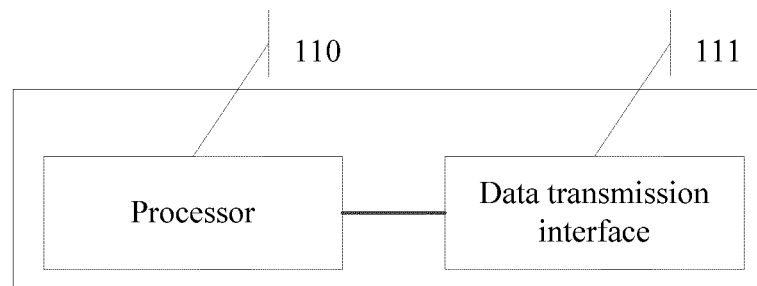 110
111
Processor
Data transmission
interface